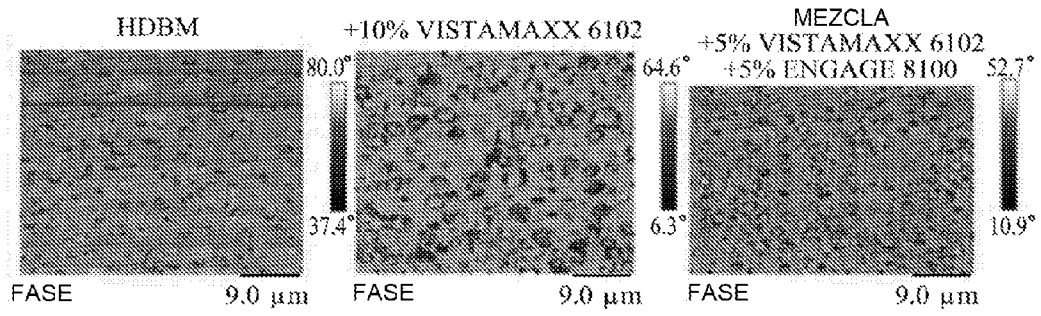 HDBM
80.0°
37.4°
FASE
9.0 µm
+10% VISTAMAXX 6102
64.6°
6.3°
FASE
9.0 µm
MEZCLA
+5% VISTAMAXX 6102
+5% ENGAGE 8100
52.7°
10.9°
FASE
9.0 µm